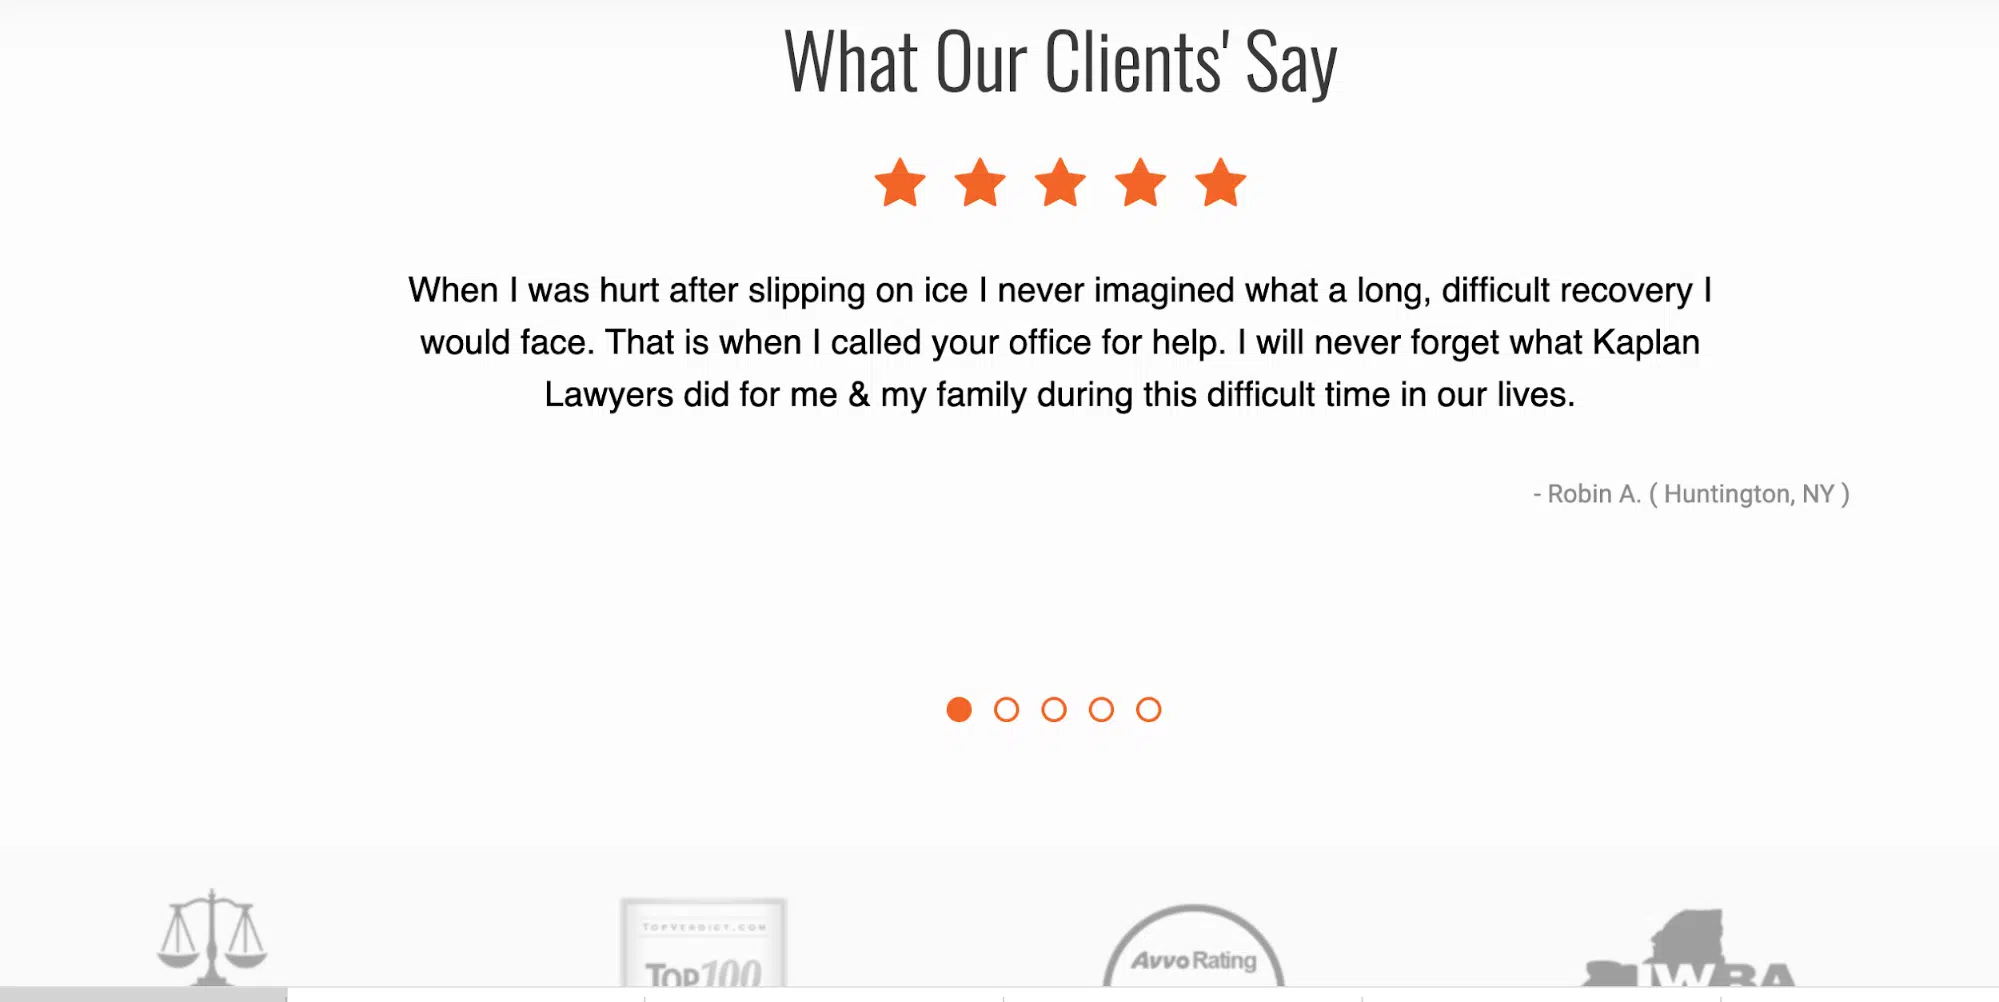 What Our Clients' Say
When I was hurt after slipping on ice I never imagined what a long, difficult recovery I
would face. That is when I called your office for help. I will never forget what Kaplan
Lawyers did for me & my family during this difficult time in our lives.
- Robin A. ( Huntington, NY )
TOPVERDICT.COM
TOP100
Avvo Rating
WBA